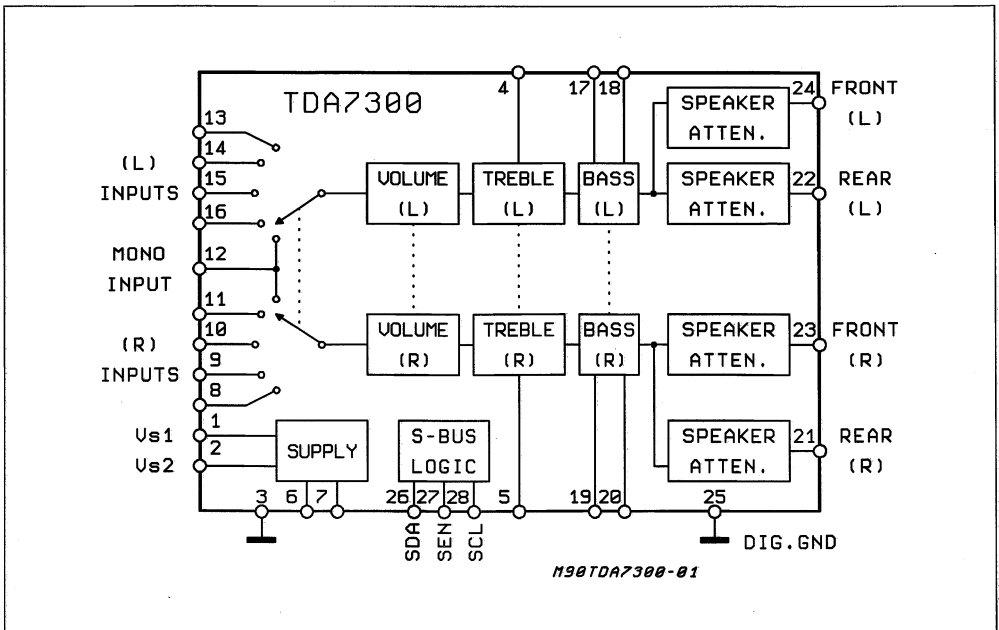 TDA7300
4
17
18
24
FRONT
(L)
SPEAKER
ATTEN.
13
14
(L)
INPUTS
15
16
VOLUME
(L)
TREBLE
(L)
BASS
(L)
SPEAKER
ATTEN.
22
REAR
(L)
MONO
INPUT
12
11
10
(R)
INPUTS
9
8
VOLUME
(R)
TREBLE
(R)
BASS
(R)
SPEAKER
ATTEN.
23
FRONT
(R)
Vs1
1
Vs2
2
SUPPLY
S-BUS
LOGIC
SPEAKER
ATTEN.
21
REAR
(R)
3
6
7
26
27
28
5
19
20
25
SDA
SEN
SCL
DIG.GND
M90TDA7300-01